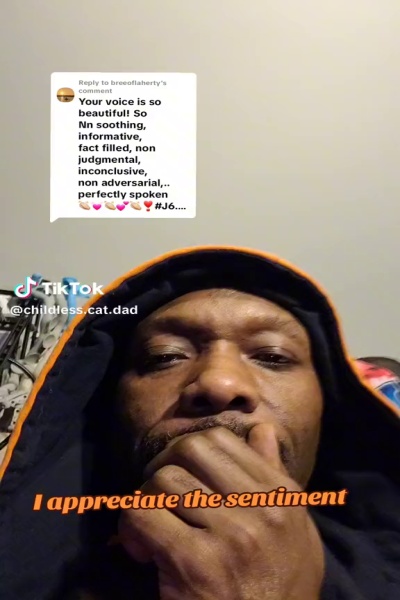 Reply to breeoflaherty's
comment
Your voice is so
beautiful! So
Nn soothing,
informative,
fact filled, non
judgmental,
inconclusive,
non adversarial,..
perfectly spoken
👏🏼💕👏🏼💕👏🏼❣️#J6....
TikTok
@childless.cat.dad
I appreciate the sentiment